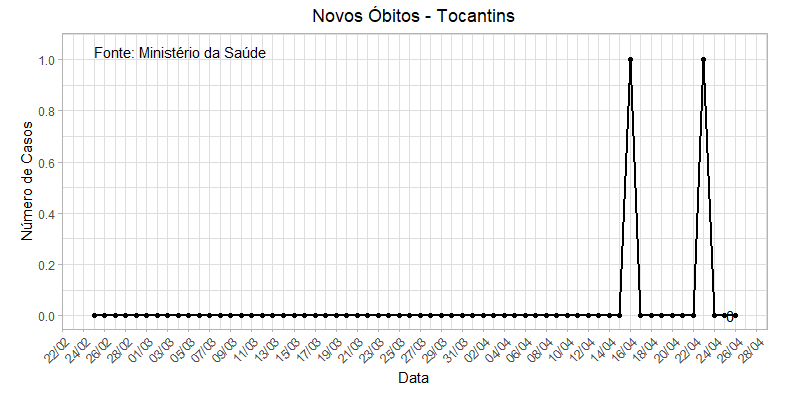 Novos Óbitos - Tocantins
Fonte: Ministério da Saúde
Número de Casos
1.0
0.8
0.6
0.4
0.2
0.0
0
22/02 24/02 26/02 28/02 01/03 03/03 05/03 07/03 09/03 11/03 13/03 15/03 17/03 19/03 21/03 23/03 25/03 27/03 29/03 31/03 02/04 04/04 06/04 08/04 10/04 12/04 14/04 16/04 18/04 20/04 22/04 24/04 26/04 28/04
Data